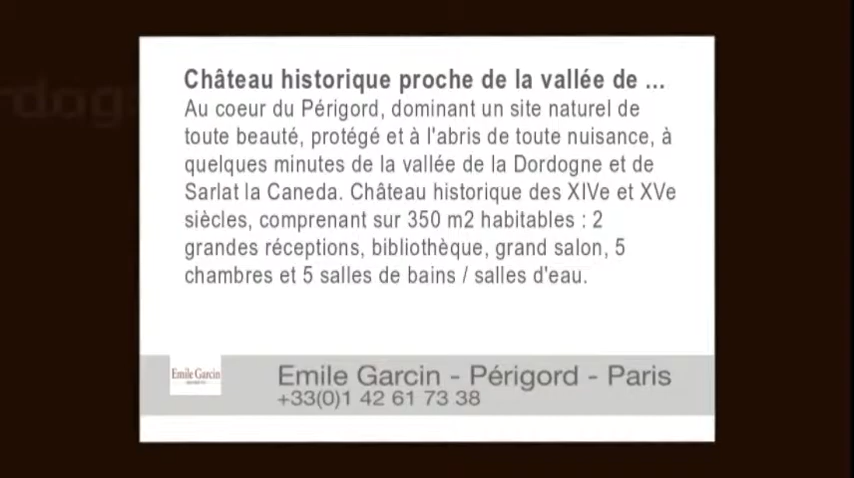 Château historique proche de la vallée de ...
Au coeur du Périgord, dominant un site naturel de
toute beauté, protégé et à l'abris de toute nuisance, à
quelques minutes de la vallée de la Dordogne et de
Sarlat la Caneda. Château historique des XIVe et XVe
siècles, comprenant sur 350 m2 habitables : 2
grandes réceptions, bibliothèque, grand salon, 5
chambres et 5 salles de bains / salles d'eau.
Emile Garcin
Emile Garcin - Périgord - Paris
+33(0)1 42 61 73 38